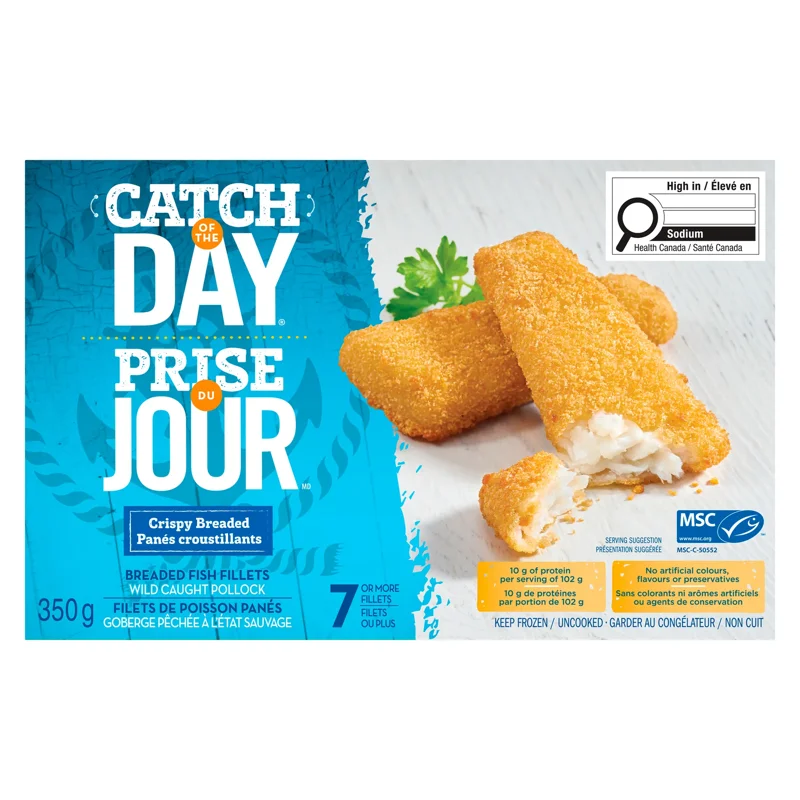 CATCH
OF THE
DAY®
PRISE
DU
JOUR MD
Crispy Breaded
Panés croustillants
BREADED FISH FILLETS
WILD CAUGHT POLLOCK
FILETS DE POISSON PANÉS
GOBERGE PÊCHÉE À L'ÉTAT SAUVAGE
350 g
7 OR MORE
FILLETS
FILETS
OU PLUS
High in / Élevé en
Sodium
Health Canada / Santé Canada
SERVING SUGGESTION
PRÉSENTATION SUGGÉRÉE
MSC
www.msc.org
MSC-C-50552
10 g of protein
per serving of 102 g
10 g de protéines
par portion de 102 g
No artificial colours,
flavours or preservatives
Sans colorants ni arômes artificiels
ou agents de conservation
KEEP FROZEN / UNCOOKED · GARDER AU CONGÉLATEUR / NON CUIT